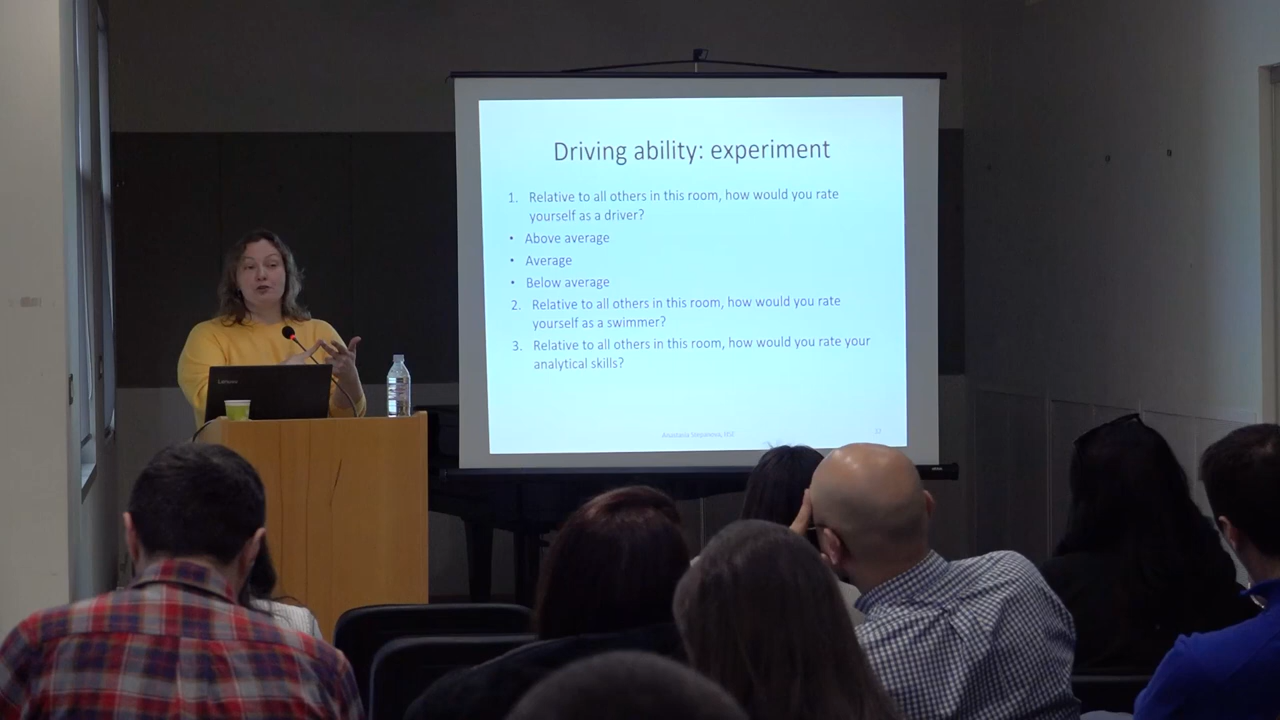 Driving ability: experiment
1. Relative to all others in this room, how would you rate
yourself as a driver?
• Above average
• Average
• Below average
2. Relative to all others in this room, how would you rate
yourself as a swimmer?
3. Relative to all others in this room, how would you rate your
analytical skills?
Anastasia
Lenovo